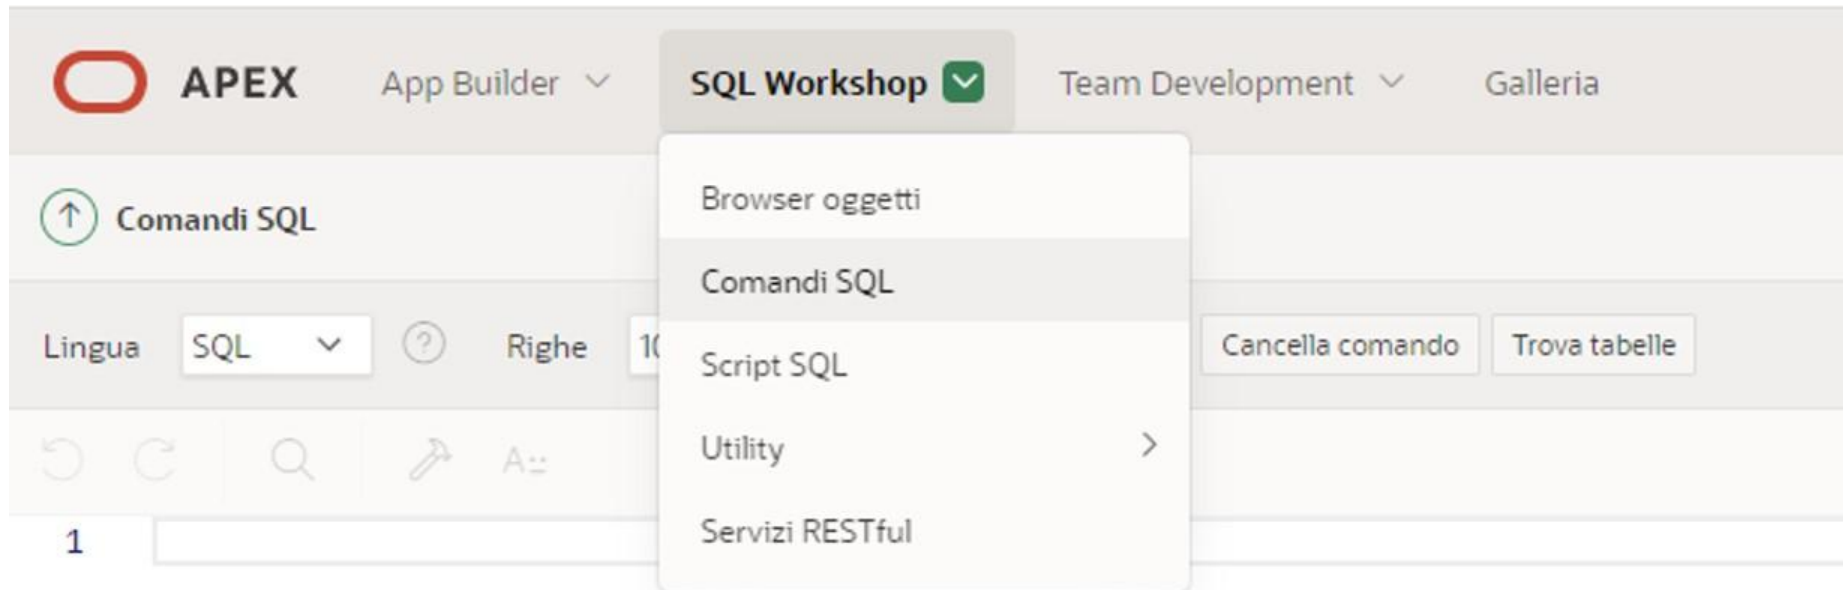 APEX App Builder SQL Workshop Team Development Galleria
Comandi SQL
Browser oggetti
Comandi SQL
Script SQL
Utility
Servizi RESTful
Lingua SQL ? Righe 10 Cancella comando Trova tabelle
A
1